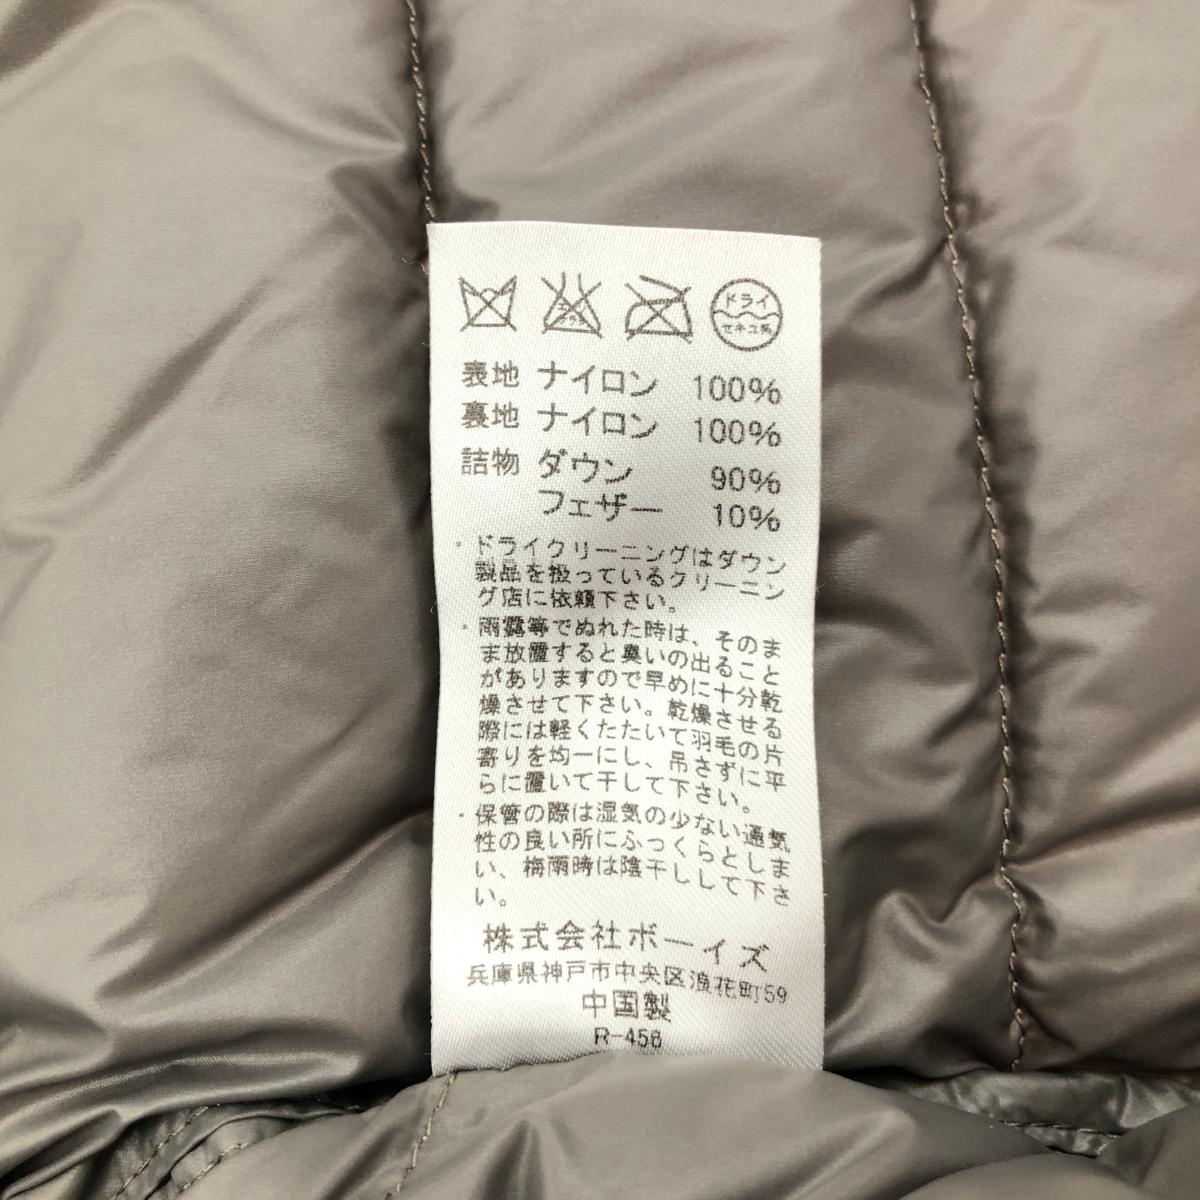 ドライ
セキユ系
表地 ナイロン 100%
裏地 ナイロン 100%
詰物 ダウン 90%
フェザー 10%
・ドライクリーニングはダウン
製品を扱っているクリーニン
グ店に依頼下さい。
・雨霧等でぬれた時は、そのま
ま放置すると臭いの出ること
がありますので早めに十分乾
燥させて下さい。乾燥させる
際には軽くたたいて羽毛の片
寄りを均一にし、吊さずに平
らに置いて干して下さい。
・保管の際は湿気の少ない通気
性の良い所にふっくらとしま
い、梅雨時は陰干しして下さ
い。
株式会社ボーイズ
兵庫県神戸市中央区浪花町59
中国製
R-458